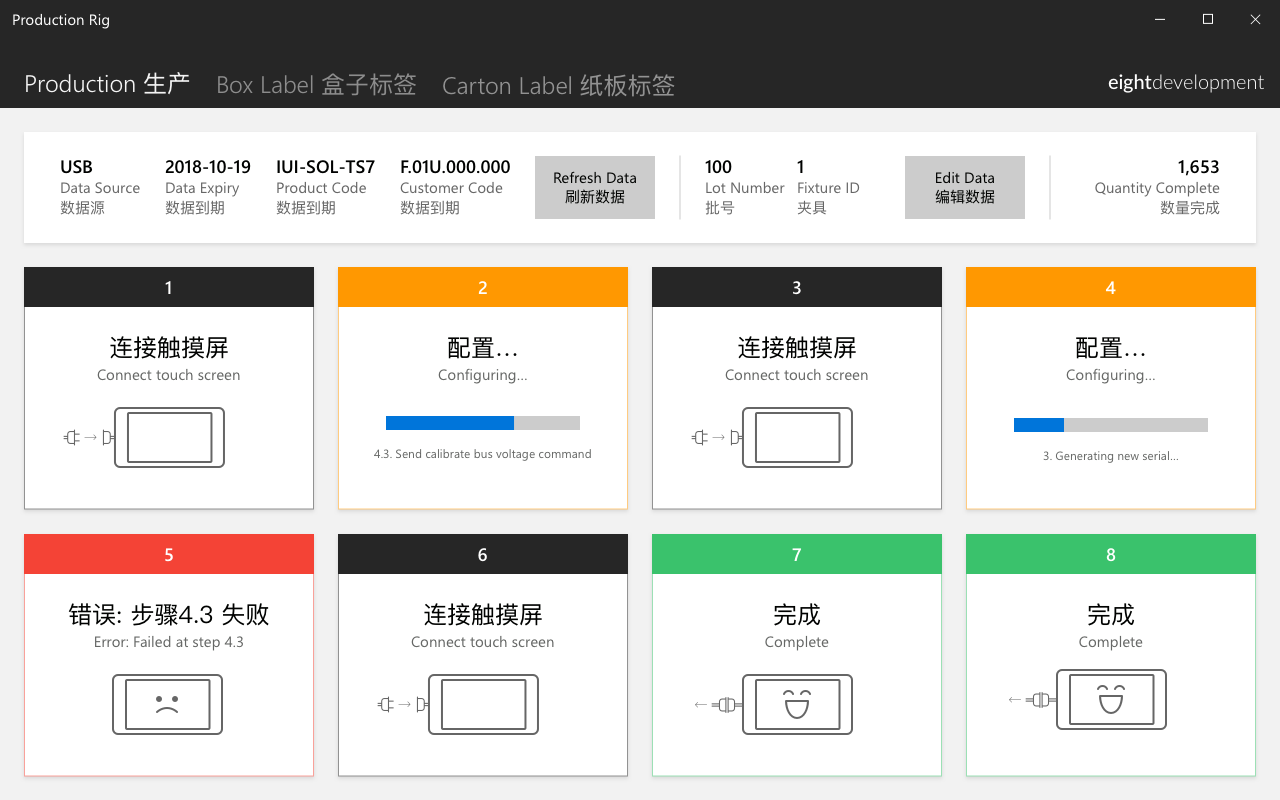 Production Rig
Production 生产
Box Label 盒子标签
Carton Label 纸板标签
eightdevelopment
USB
Data Source
数据源
2018-10-19
Data Expiry
数据到期
IUI-SOL-TS7
Product Code
数据到期
F.01U.000.000
Customer Code
数据到期
Refresh Data
刷新数据
100
Lot Number
批号
1
Fixture ID
夹具
Edit Data
编辑数据
1,653
Quantity Complete
数量完成
1
连接触摸屏
Connect touch screen
2
配置...
Configuring...
4.3. Send calibrate bus voltage command
3
连接触摸屏
Connect touch screen
4
配置...
Configuring...
3. Generating new serial...
5
错误: 步骤4.3 失败
Error: Failed at step 4.3
6
连接触摸屏
Connect touch screen
7
完成
Complete
8
完成
Complete